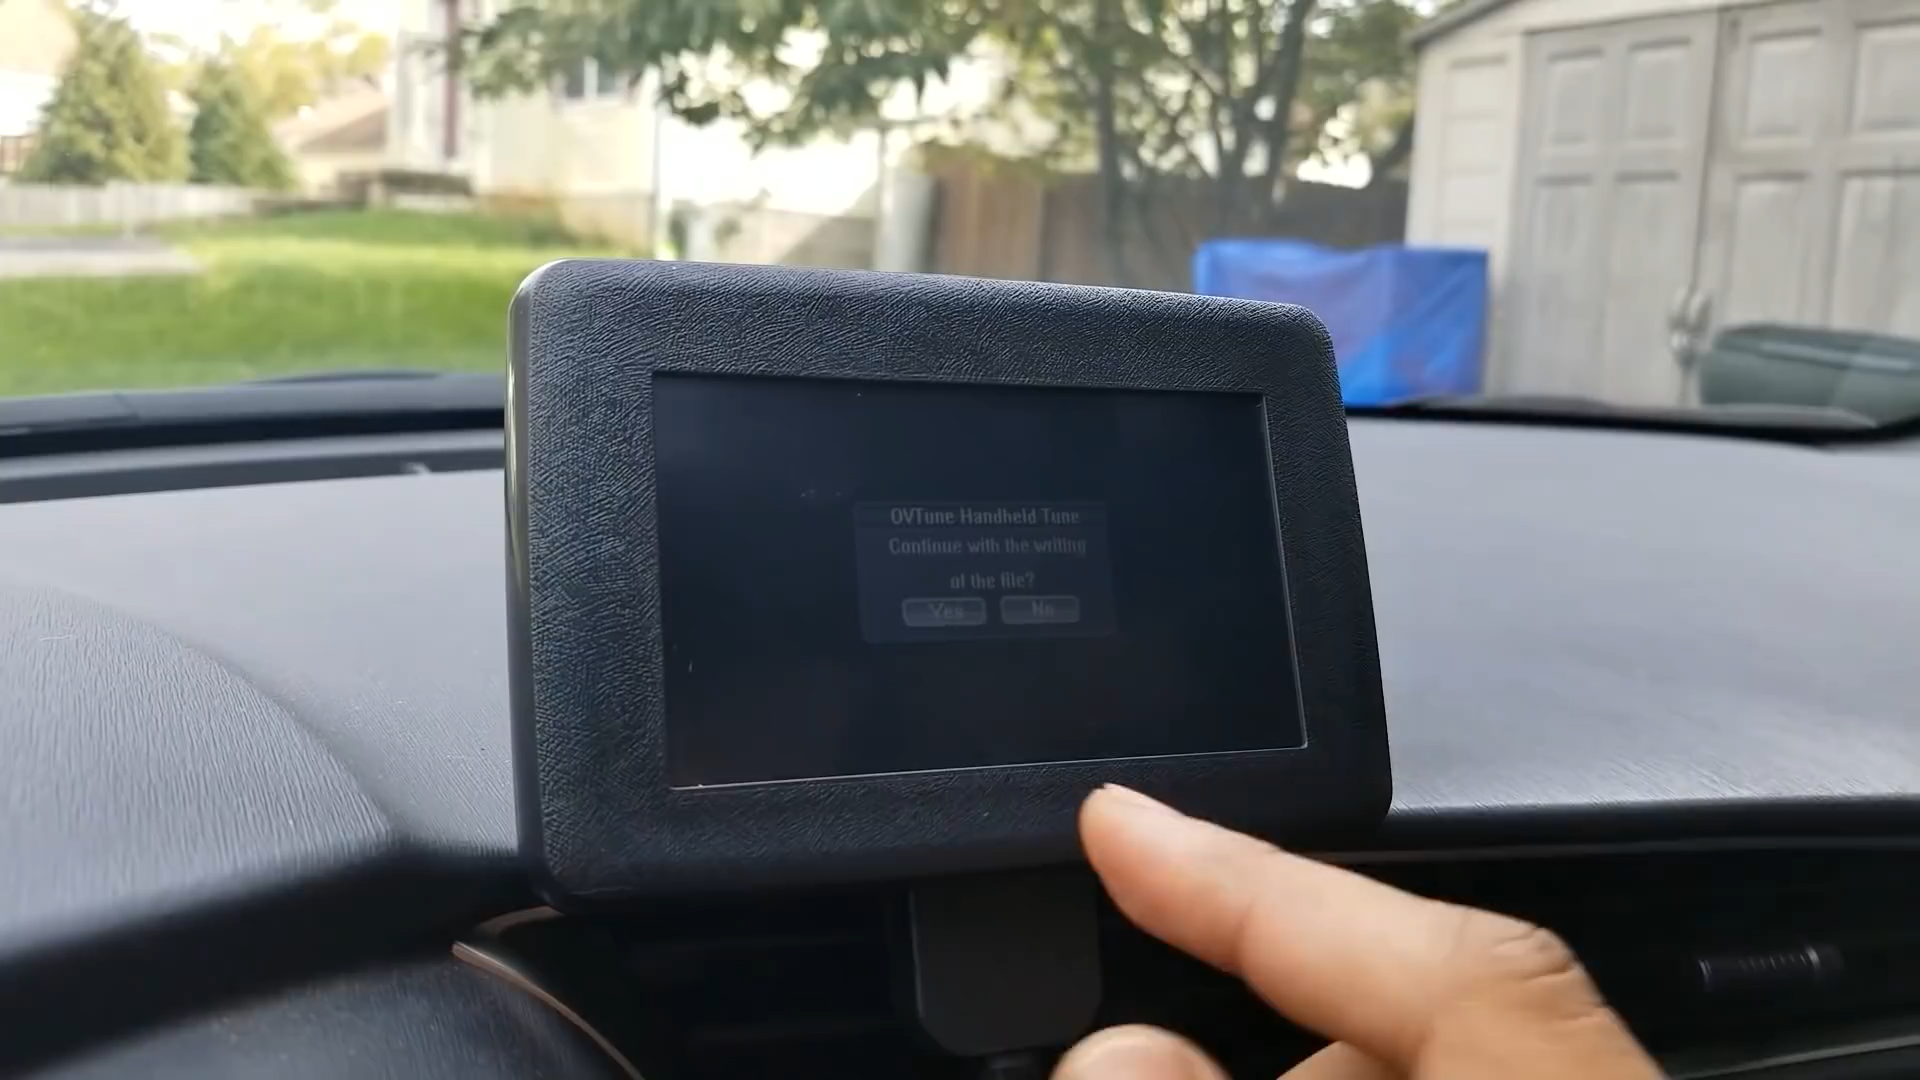 OVTune Handheld Tune
Continue with the writing
of the file?
Yes No